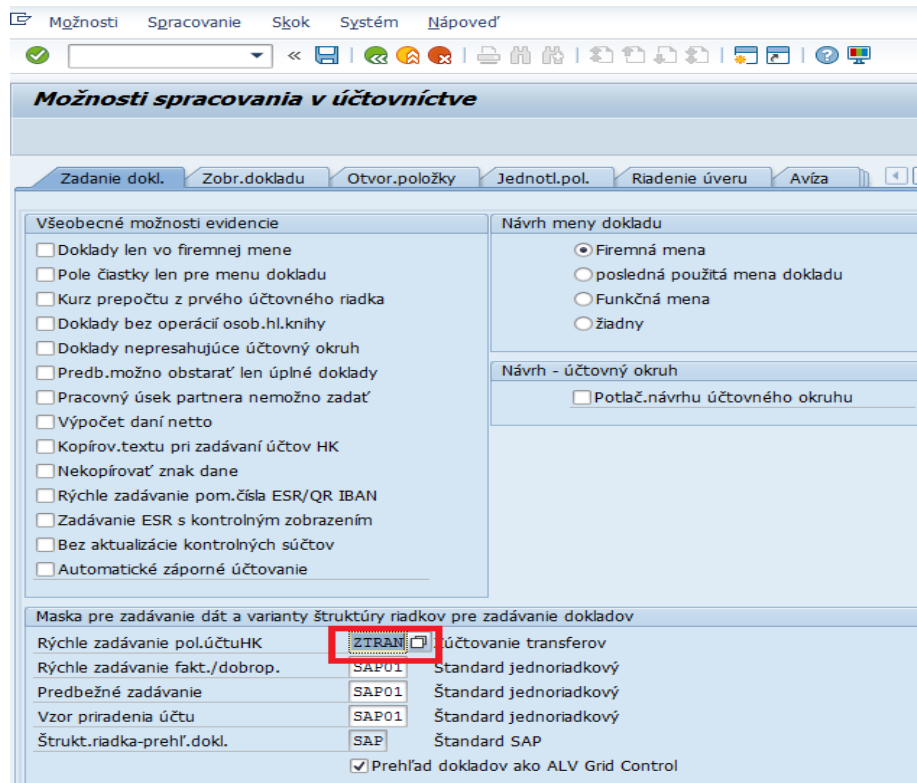 Možnosti Spracovanie Skok Systém Nápoveď
Možnosti spracovania v účtovníctve
Zadanie dokl. Zobr.dokladu Otvor.položky Jednotl.pol. Riadenie úveru Avíza
Všeobecné možnosti evidencie
Doklady len vo firemnej mene
Pole čiastky len pre menu dokladu
Kurz prepočtu z prvého účtovného riadka
Doklady bez operácií osob.hl.knihy
Doklady nepresahujúce účtovný okruh
Predb.možno obstarať len úplné doklady
Pracovný úsek partnera nemožno zadať
Výpočet daní netto
Kopírov.textu pri zadávaní účtov HK
Nekopírovať znak dane
Rýchle zadávanie pom.čísla ESR/QR IBAN
Zadávanie ESR s kontrolným zobrazením
Bez aktualizácie kontrolných súčtov
Automatické záporné účtovanie
Návrh meny dokladu
Firemná mena
posledná použitá mena dokladu
Funkčná mena
žiadny
Návrh - účtovný okruh
Potlač.návrhu účtovného okruhu
Maska pre zadávanie dát a varianty štruktúry riadkov pre zadávanie dokladov
Rýchle zadávanie pol.účtuHK ZTRAN Zúčtovanie transferov
Rýchle zadávanie fakt./dobrop. SAP01 Štandard jednoriadkový
Predbežné zadávanie SAP01 Štandard jednoriadkový
Vzor priradenia účtu SAP01 Štandard jednoriadkový
Štrukt.riadka-prehľ.dokl. SAP Štandard SAP
Prehľad dokladov ako ALV Grid Control